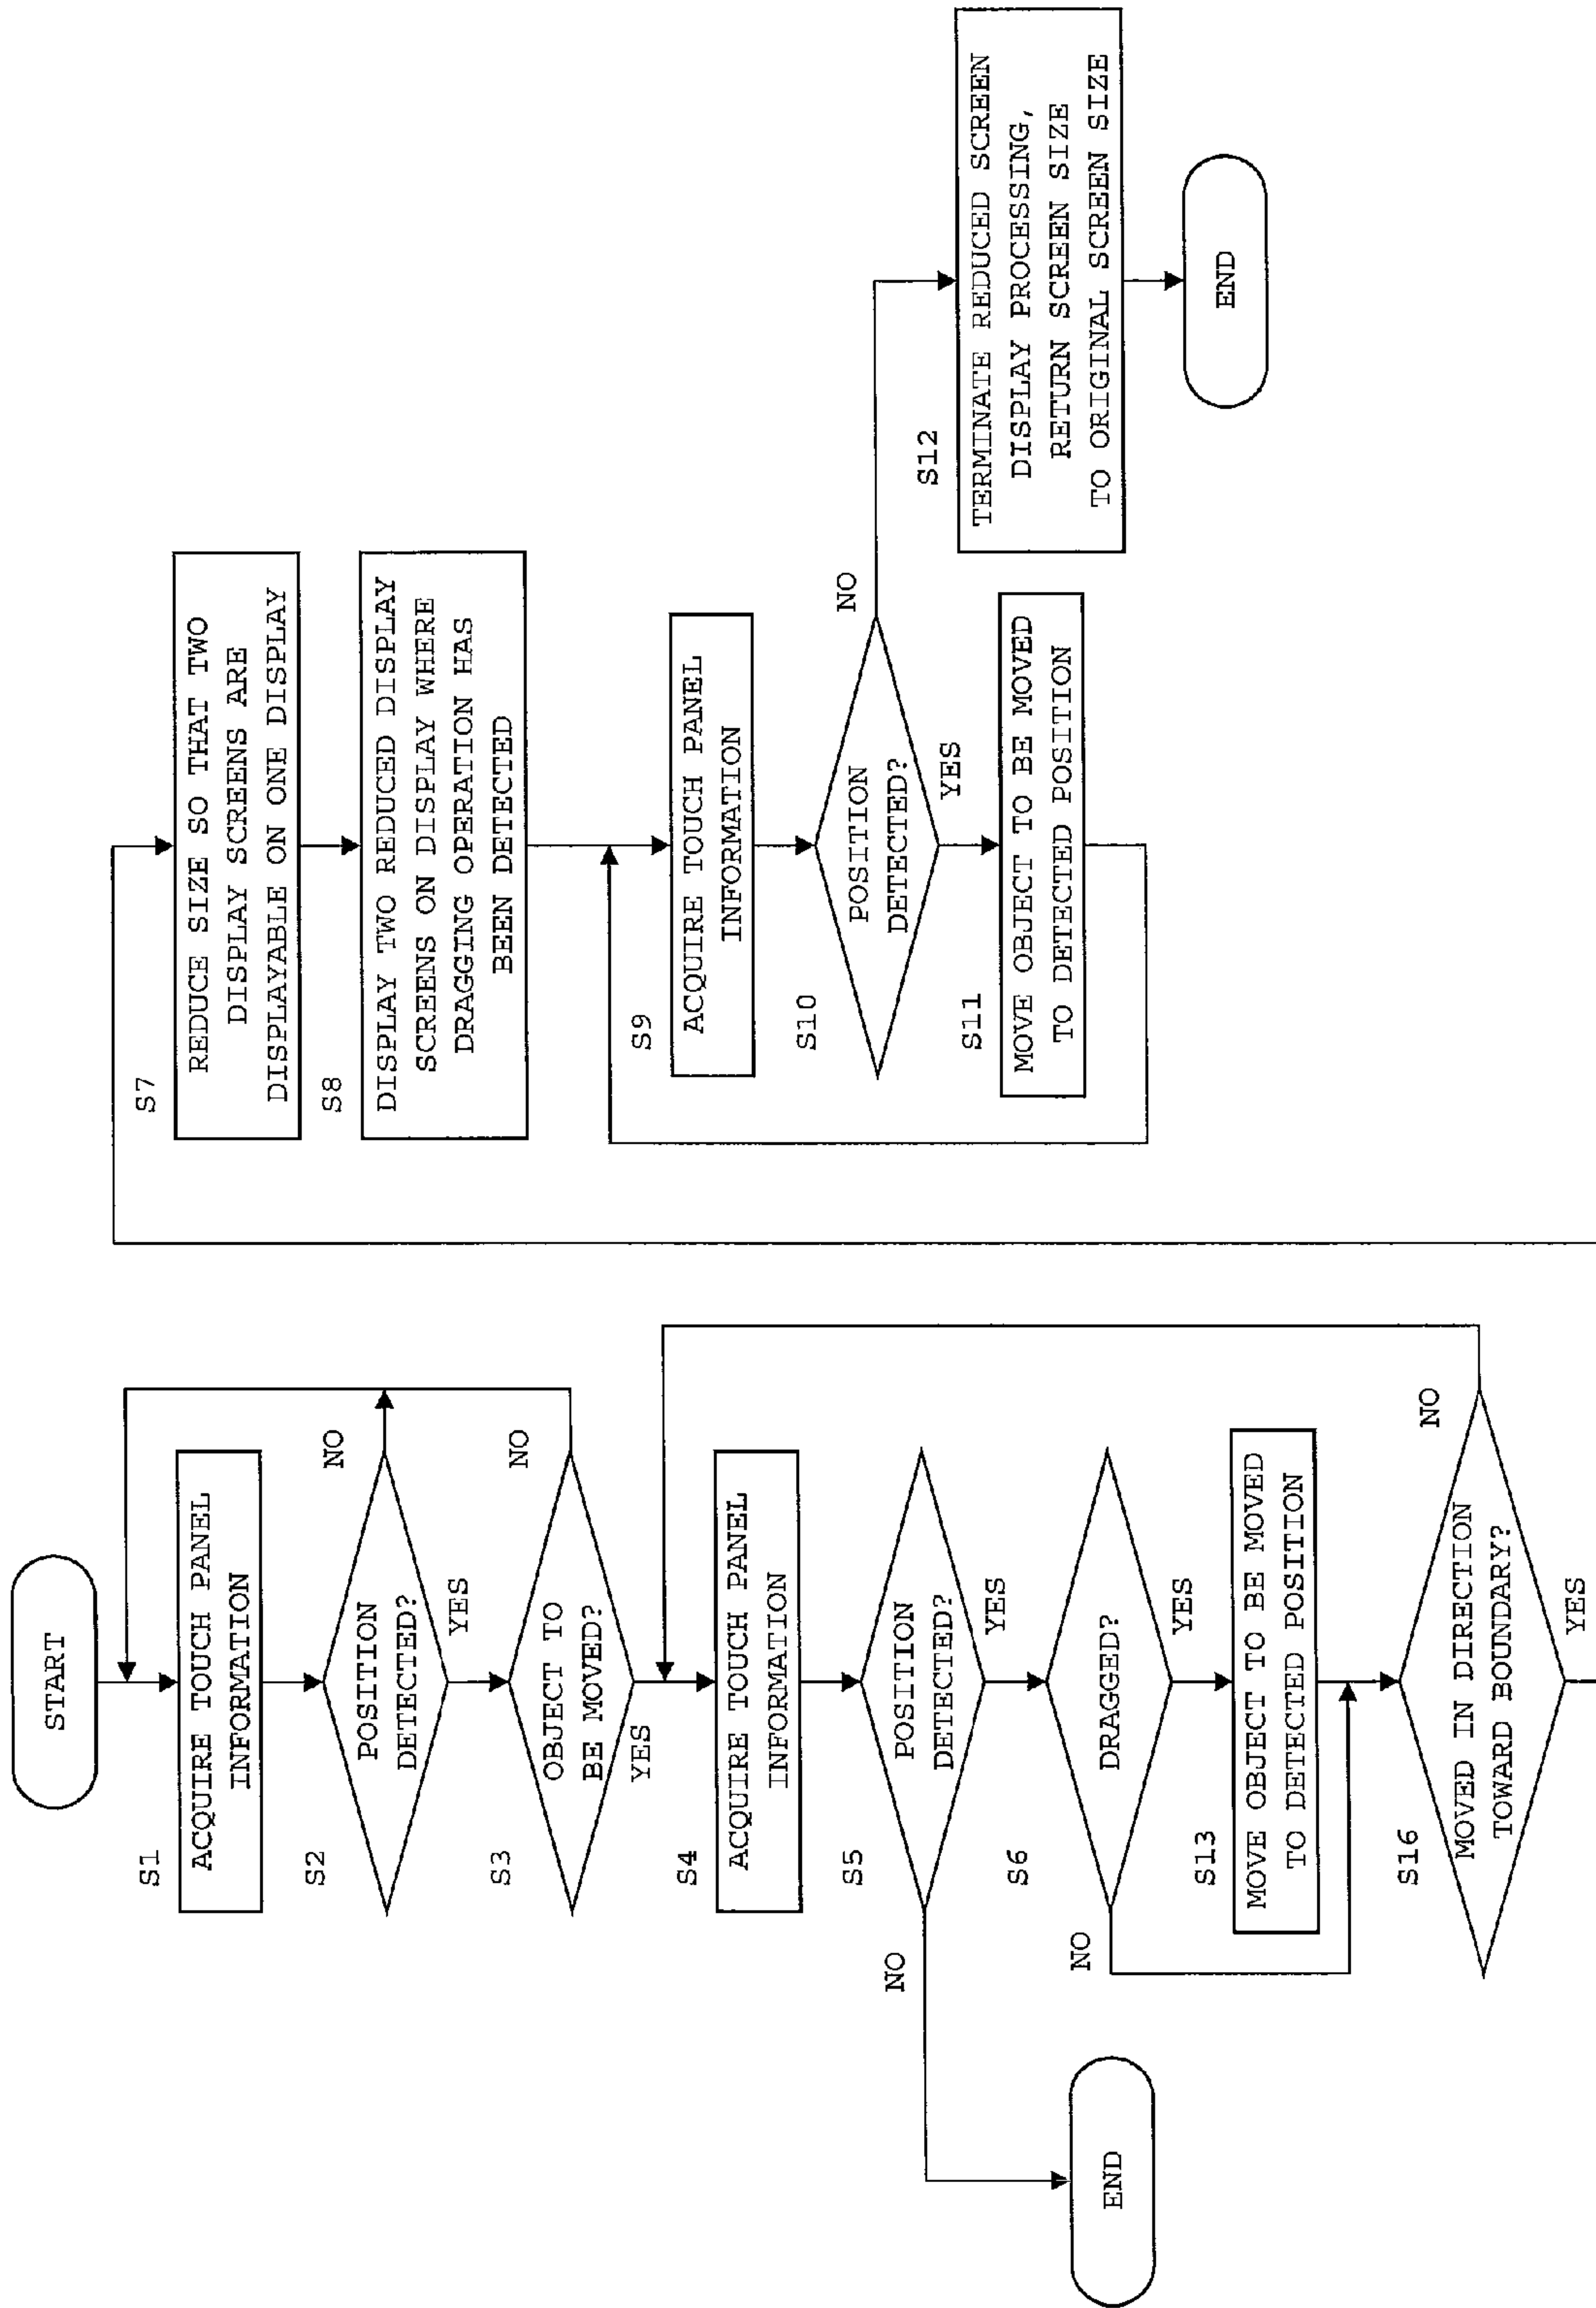 START
S1
ACQUIRE TOUCH PANEL
INFORMATION
S2
POSITION
DETECTED?
NO
YES
S3
OBJECT TO
BE MOVED?
NO
YES
S4
ACQUIRE TOUCH PANEL
INFORMATION
S5
POSITION
DETECTED?
NO
YES
END
S6
DRAGGED?
NO
YES
S13
MOVE OBJECT TO BE MOVED
TO DETECTED POSITION
S16
MOVED IN DIRECTION
TOWARD BOUNDARY?
NO
YES
S7
REDUCE SIZE SO THAT TWO
DISPLAY SCREENS ARE
DISPLAYABLE ON ONE DISPLAY
S8
DISPLAY TWO REDUCED DISPLAY
SCREENS ON DISPLAY WHERE
DRAGGING OPERATION HAS
BEEN DETECTED
S9
ACQUIRE TOUCH PANEL
INFORMATION
S10
POSITION
DETECTED?
NO
YES
S11
MOVE OBJECT TO BE MOVED
TO DETECTED POSITION
S12
TERMINATE REDUCED SCREEN
DISPLAY PROCESSING,
RETURN SCREEN SIZE
TO ORIGINAL SCREEN SIZE
END